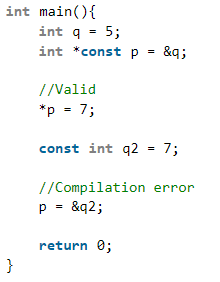 int main(){
    int q = 5;
    int *const p = &q;

    //Valid
    *p = 7;

    const int q2 = 7;

    //Compilation error
    p = &q2;

    return 0;
}